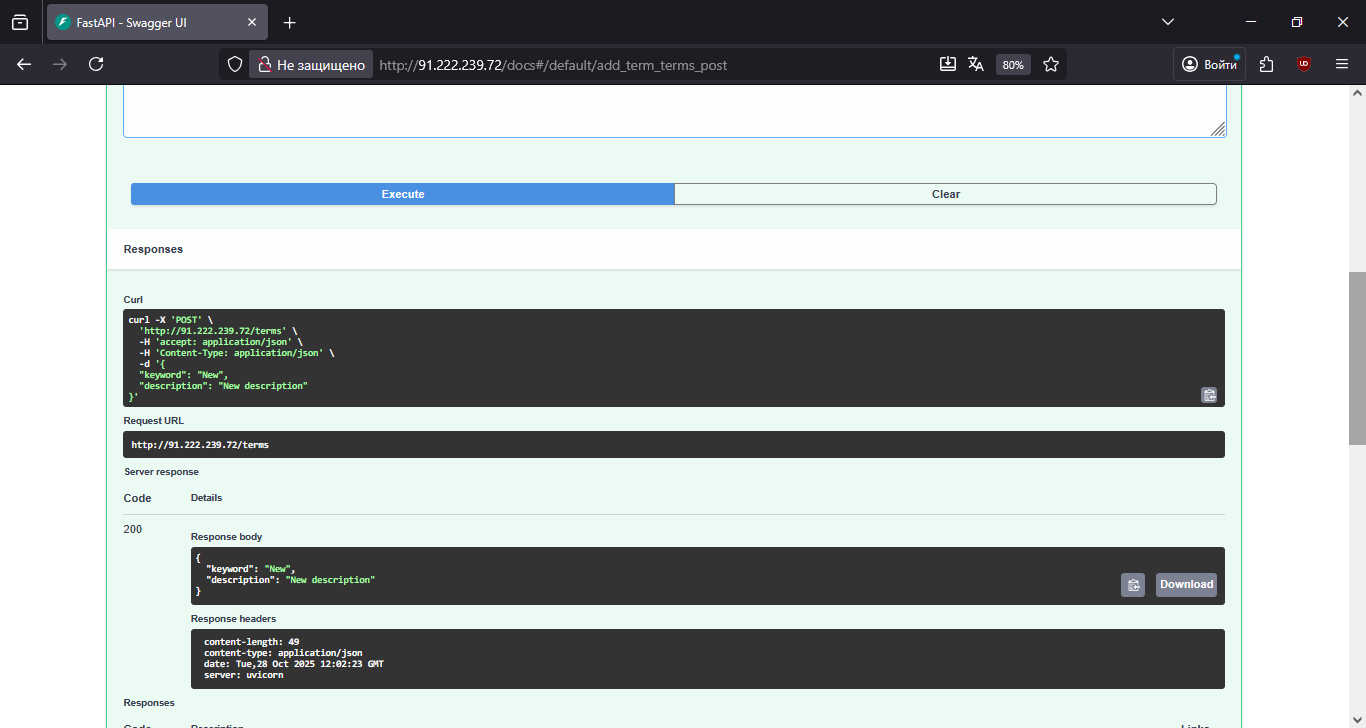 FastAPI - Swagger UI
Не защищено
http://91.222.239.72/docs#/default/add_term_terms_post
80%
Войти
Execute
Clear
Responses
Curl
curl -X 'POST' \
'http://91.222.239.72/terms' \
-H 'accept: application/json' \
-H 'Content-Type: application/json' \
-d '{
"keyword": "New",
"description": "New description"
}'
Request URL
http://91.222.239.72/terms
Server response
Code Details
200
Response body
{
"keyword": "New",
"description": "New description"
}
Download
Response headers
content-length: 49
content-type: application/json
date: Tue,28 Oct 2025 12:02:23 GMT
server: uvicorn
Responses
Code Description Links